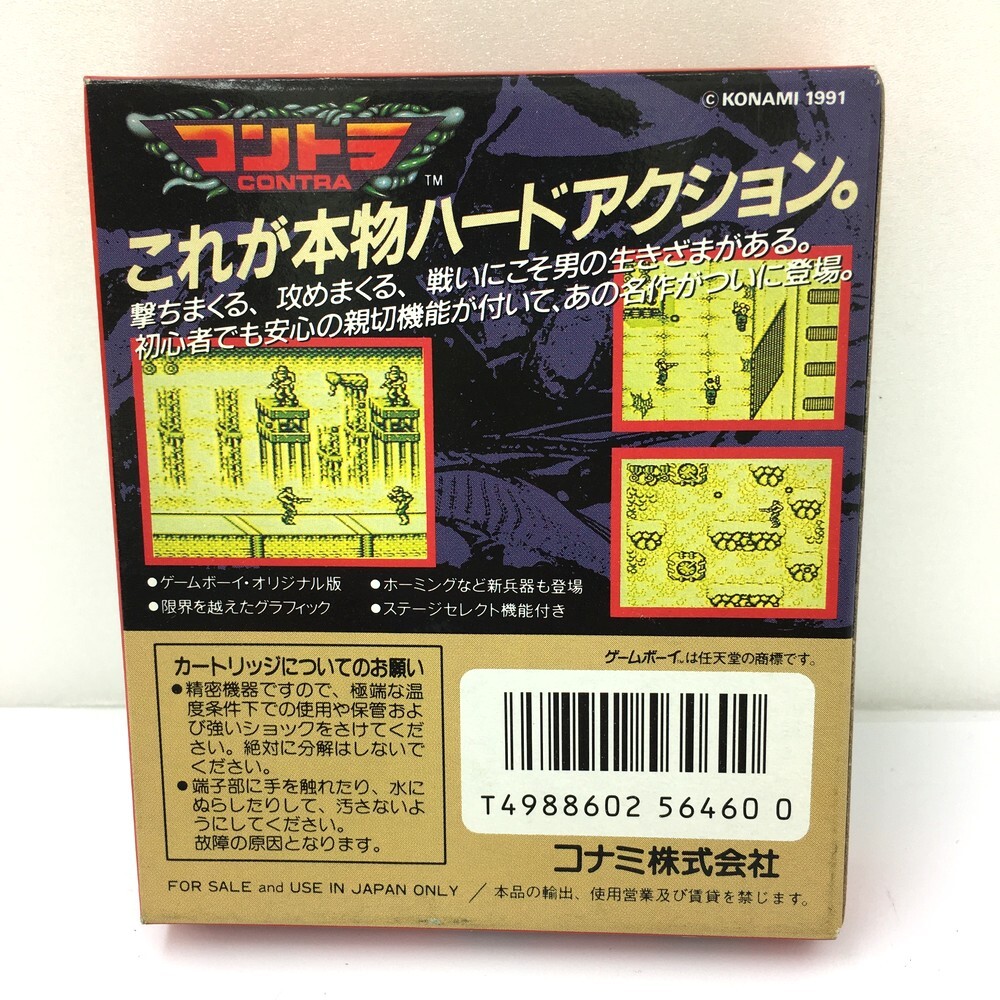 コントラ
CONTRA
TM
© KONAMI 1991
これが本物ハードアクション。
撃ちまくる、攻めまくる、戦いにこそ男の生きざまがある。
初心者でも安心の親切機能が付いて、あの名作がついに登場。
●ゲームボーイ・オリジナル版
●ホーミングなど新兵器も登場
●限界を越えたグラフィック
●ステージセレクト機能付き
ゲームボーイ™は任天堂の商標です。
カートリッジについてのお願い
●精密機器ですので、極端な温
度条件下での使用や保管およ
び強いショックをさけてくだ
さい。絶対に分解はしないで
ください。
●端子部に手を触れたり、水に
ぬらしたりして、汚さないよ
うにしてください。
故障の原因となります。
T4988602 56460 0
コナミ株式会社
FOR SALE and USE IN JAPAN ONLY / 本品の輸出、使用営業及び賃貸を禁じます。